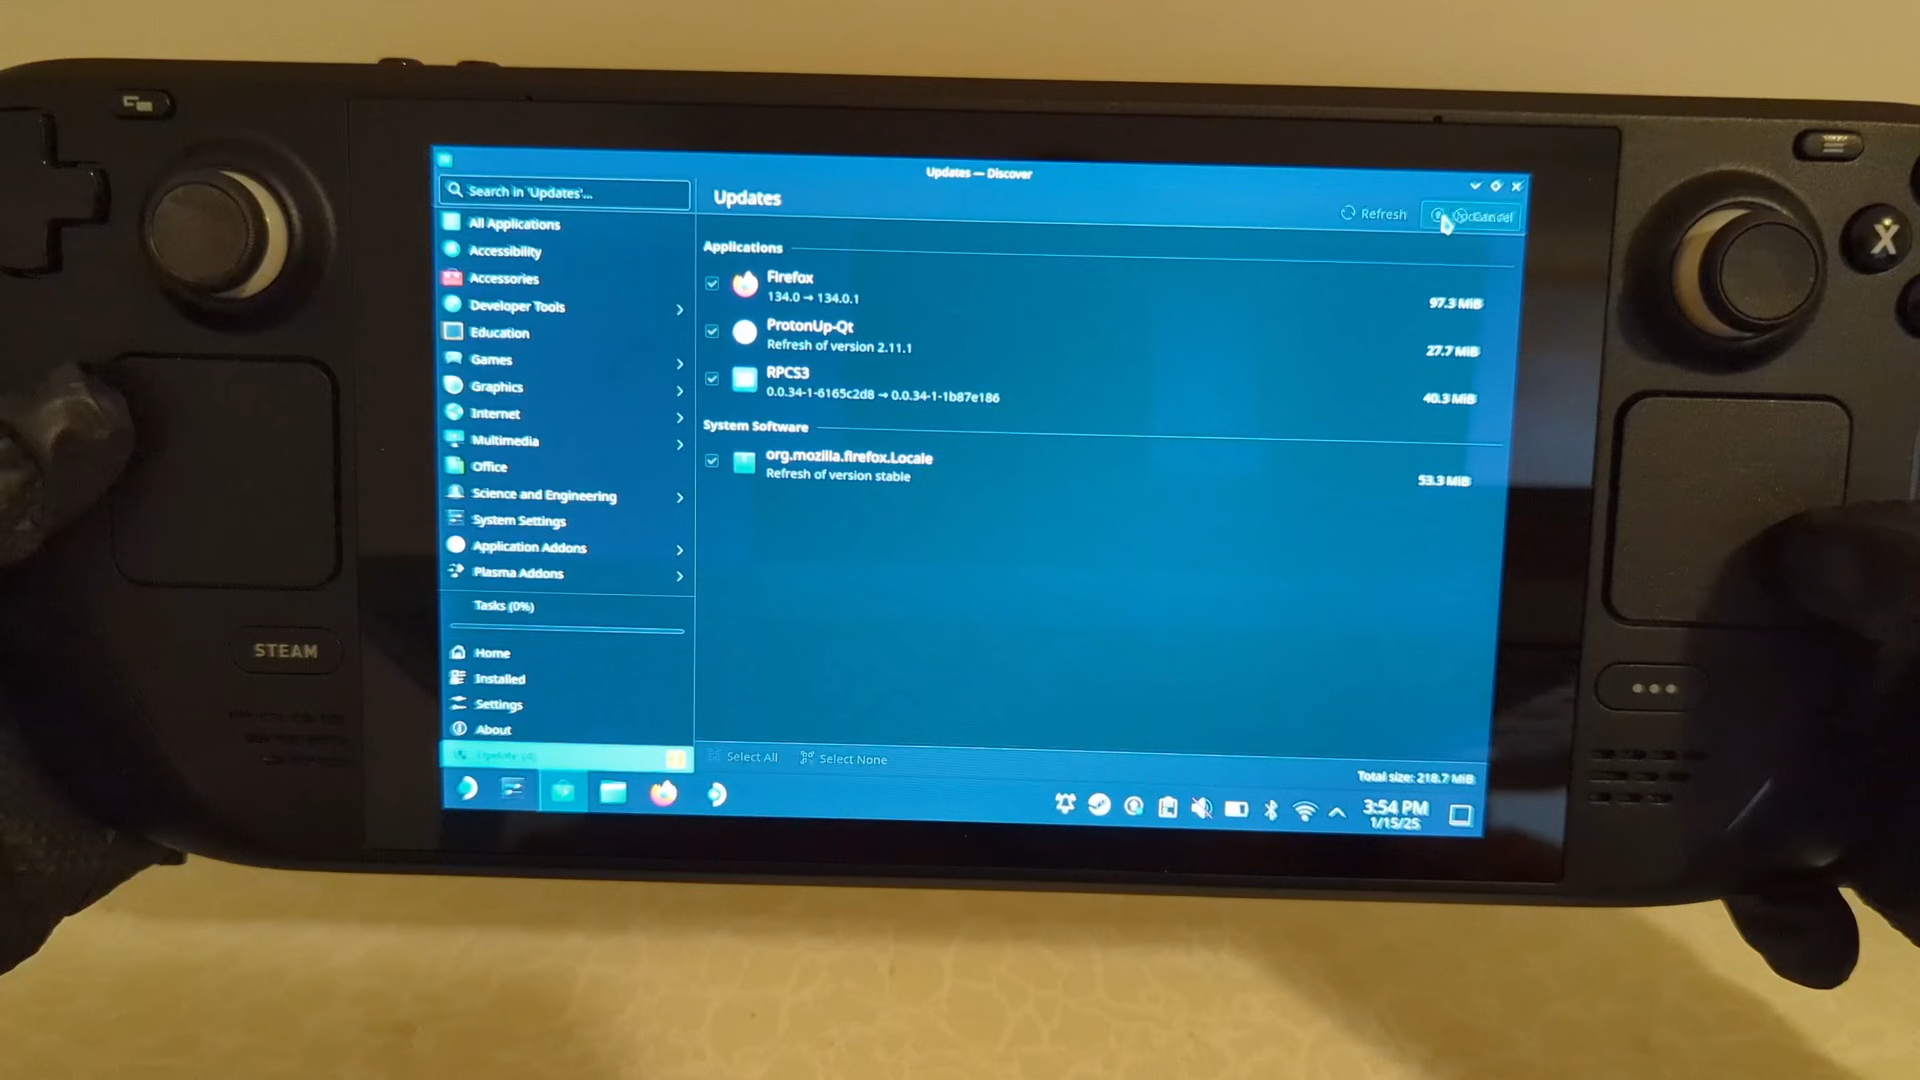 Updates — Discover
Search in 'Updates'...
All Applications
Accessibility
Accessories
Developer Tools
Education
Games
Graphics
Internet
Multimedia
Office
Science and Engineering
System Settings
Application Addons
Plasma Addons
Tasks (0%)
Home
Installed
Settings
About
Updates
Refresh
Applications
Firefox
134.0 → 134.0.1
97.3 MiB
ProtonUp-Qt
Refresh of version 2.11.1
27.7 MiB
RPCS3
0.0.34-1-6165c2d8 → 0.0.34-1-1b87e186
40.3 MiB
System Software
org.mozilla.firefox.Locale
Refresh of version stable
53.3 MiB
Select All
Select None
Total size: 218.7 MiB
3:54 PM
1/15/25
STEAM
X